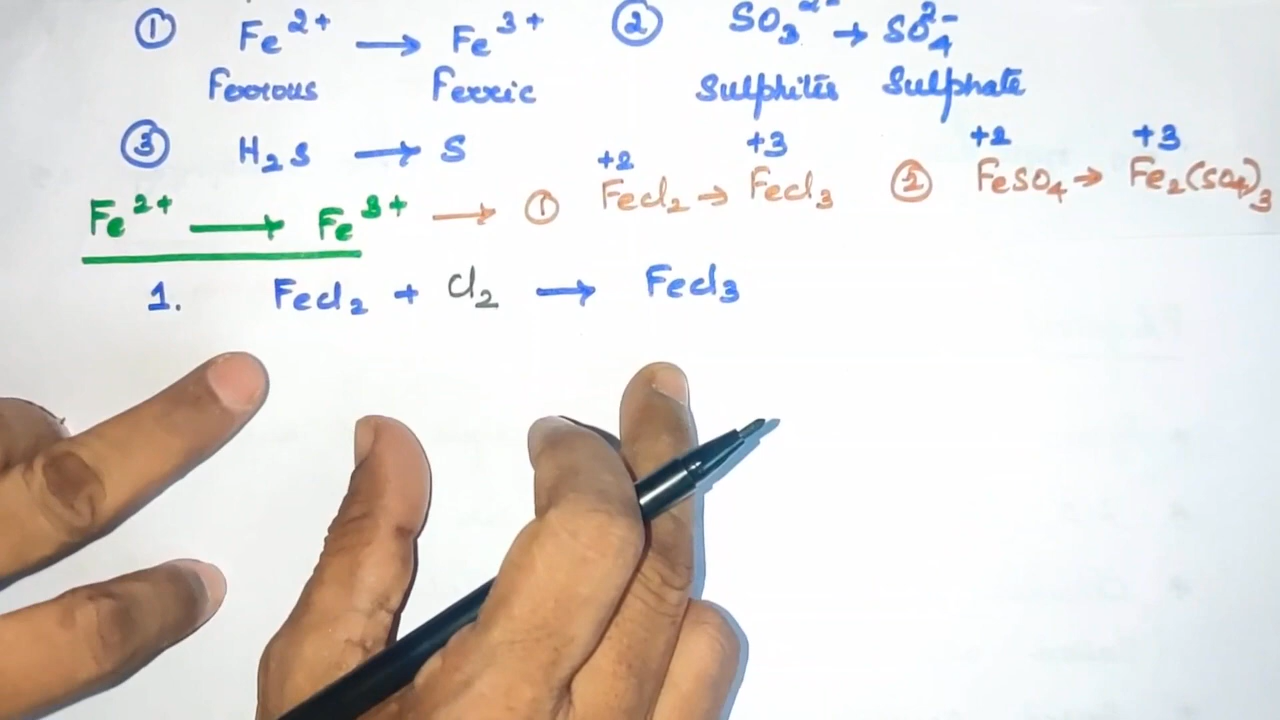 ① Fe²⁺ → Fe³⁺ ② SO₃²⁻ → SO₄²⁻
Ferrous Ferric Sulphites Sulphate
③ H₂S → S
+2 +3 +2 +3
Fe²⁺ → Fe³⁺ → ① Fecl₂ → Fecl₃ ② FeSO₄ → Fe₂(SO₄)₃
1. Fecl₂ + cl₂ → Fecl₃